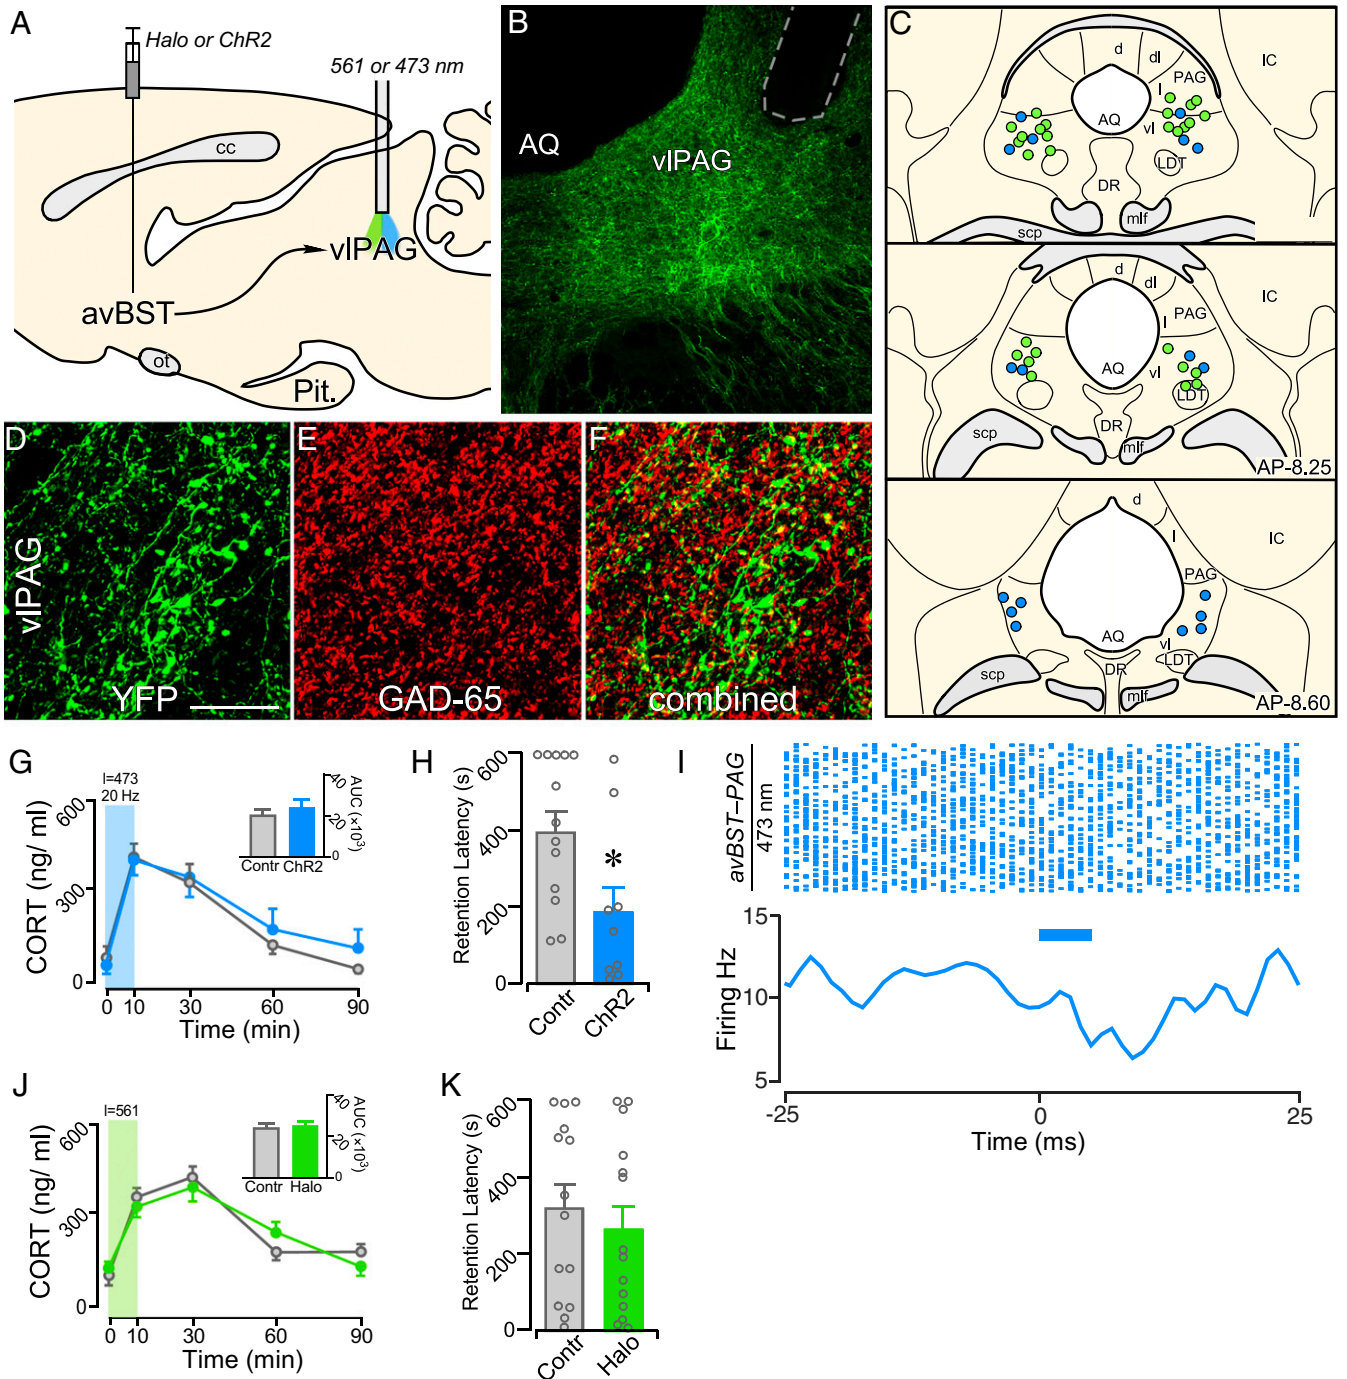 A
Halo or ChR2
561 or 473 nm
cc
vlPAG
avBST
ot
Pit.
B
AQ
vlPAG
C
d
dl
PAG
IC
l
AQ
vl
LDT
DR
mlf
scp
d
dl
PAG
IC
l
AQ
vl
LDT
DR
scp
mlf
AP-8.25
d
l
IC
PAG
AQ
vl
LDT
DR
scp
mlf
AP-8.60
D
vlPAG
YFP
E
GAD-65
F
combined
G
l=473
20 Hz
CORT (ng/ ml)
600
300
0
0 10 30 60 90
Time (min)
AUC (×10³)
40
20
0
Contr ChR2
H
Retention Latency (s)
600
400
200
0
*
Contr
ChR2
I
avBST–PAG
473 nm
Firing Hz
15
10
5
-25 0 25
Time (ms)
J
l=561
CORT (ng/ ml)
600
300
0
0 10 30 60 90
Time (min)
AUC (×10³)
40
20
0
Contr Halo
K
Retention Latency (s)
600
400
200
0
Contr
Halo